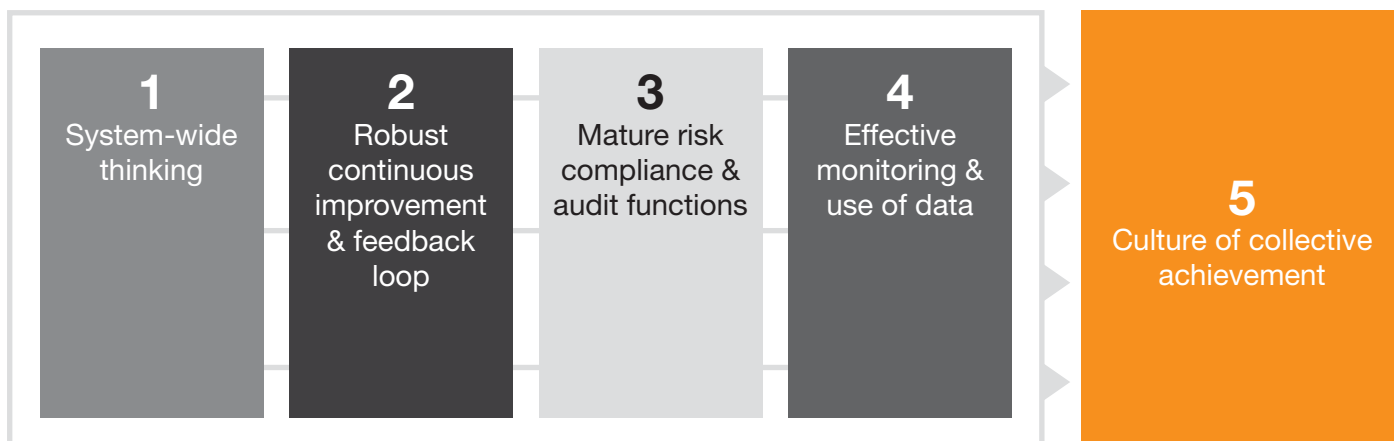 1
System-wide
thinking
2
Robust
continuous
improvement
& feedback
loop
3
Mature risk
compliance &
audit functions
4
Effective
monitoring &
use of data
5
Culture of collective
achievement